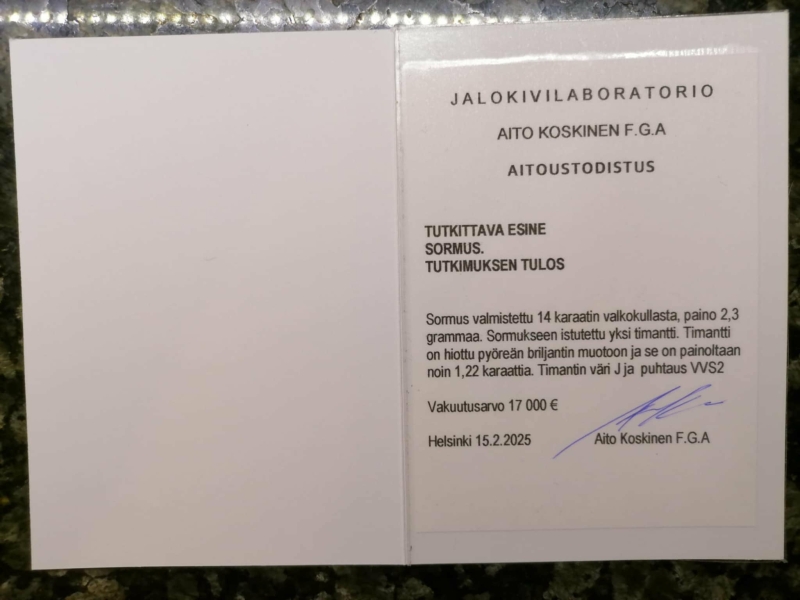 JALOKIVILABORATORIO
AITO KOSKINEN F.G.A
AITOUSTODISTUS
TUTKITTAVA ESINE
SORMUS.
TUTKIMUKSEN TULOS
Sormus valmistettu 14 karaatin valkokullasta, paino 2,3
grammaa. Sormukseen istutettu yksi timantti. Timantti
on hiottu pyöreän briljantin muotoon ja se on painoltaan
noin 1,22 karaattia. Timantin väri J ja puhtaus VVS2
Vakuutusarvo 17 000 €
Helsinki 15.2.2025 Aito Koskinen F.G.A